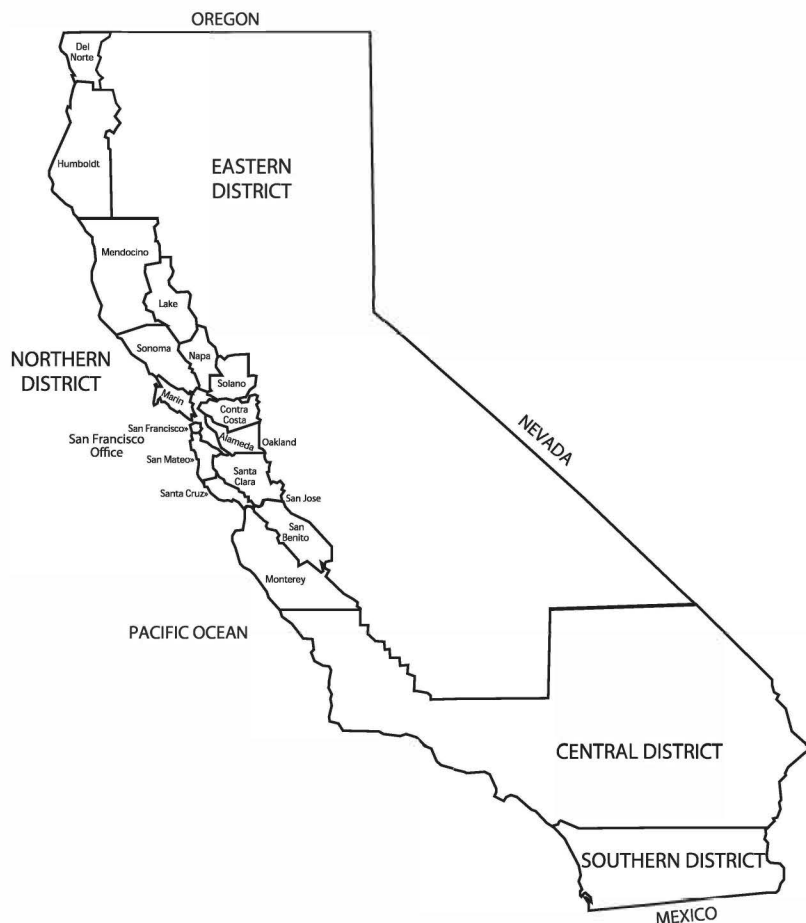 OREGON
Del
Norte
Humboldt
EASTERN
DISTRICT
Mendocino
Lake
Sonoma
Napa
NORTHERN
DISTRICT
Solano
Marin
Contra
Costa
San Francisco»
Alameda
Oakland
San Francisco
Office
NEVADA
San Mateo»
Santa
Clara
Santa Cruz»
San Jose
San
Benito
Monterey
PACIFIC OCEAN
CENTRAL DISTRICT
SOUTHERN DISTRICT
MEXICO